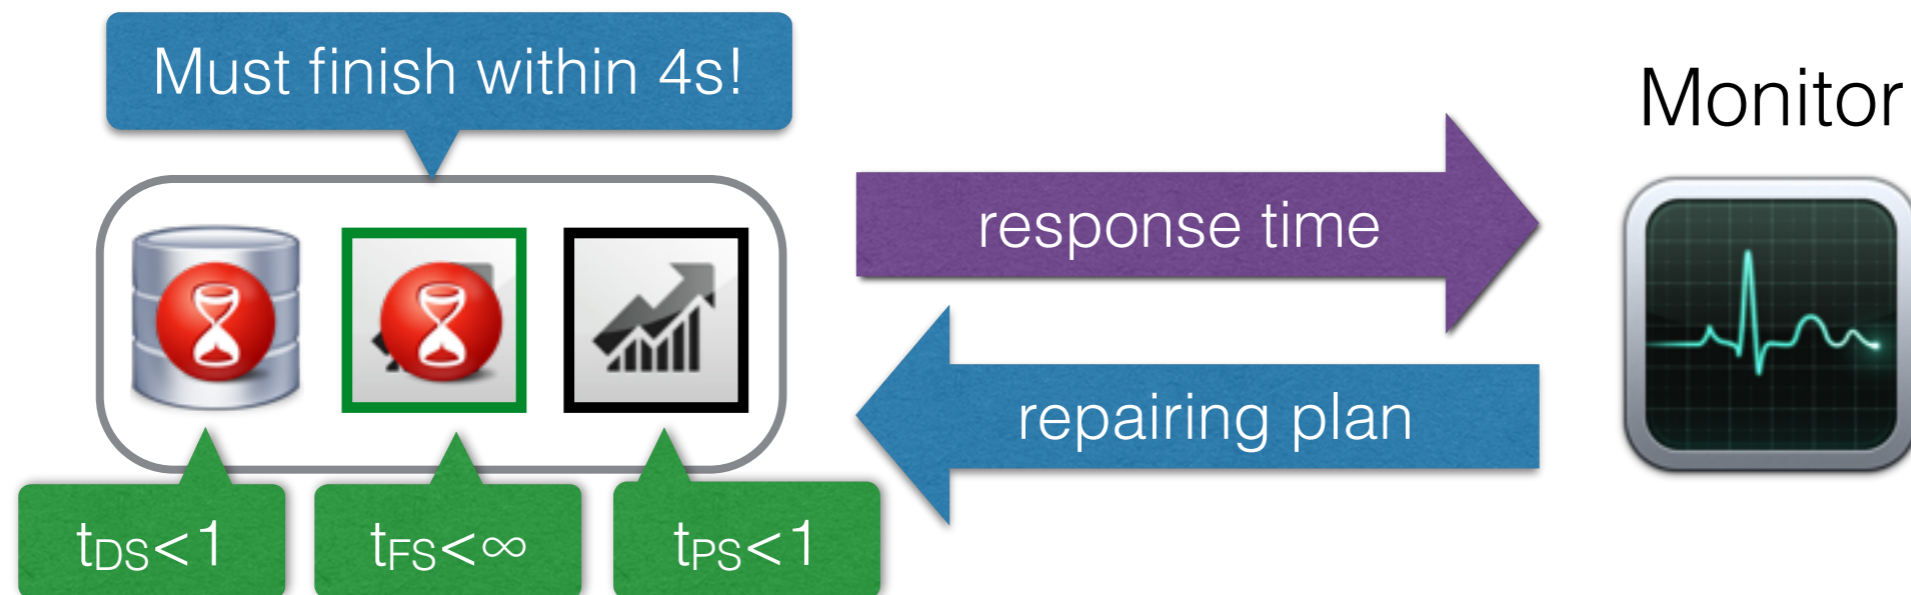 Must finish within 4s!
Monitor
response time
repairing plan
tDS<1
tFS<∞
tPS<1